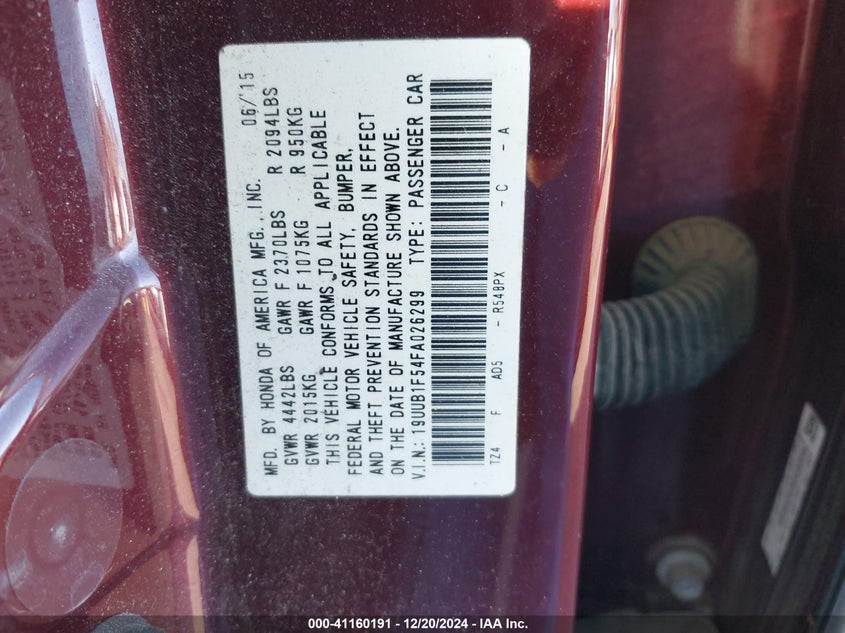 MFD. BY HONDA OF AMERICA MFG., INC. 06/15
GVWR 4442LBS GAWR F 2370LBS R 2094LBS
GVWR 2015KG GAWR F 1075KG R 950KG
THIS VEHICLE CONFORMS TO ALL APPLICABLE
FEDERAL MOTOR VEHICLE SAFETY, BUMPER,
AND THEFT PREVENTION STANDARDS IN EFFECT
ON THE DATE OF MANUFACTURE SHOWN ABOVE.
V.I.N.: 19UUB1F54FA026299 TYPE: PASSENGER CAR
TZ4 F AD5 - R548PX - C - A
000-41160191 - 12/20/2024 - IAA Inc.